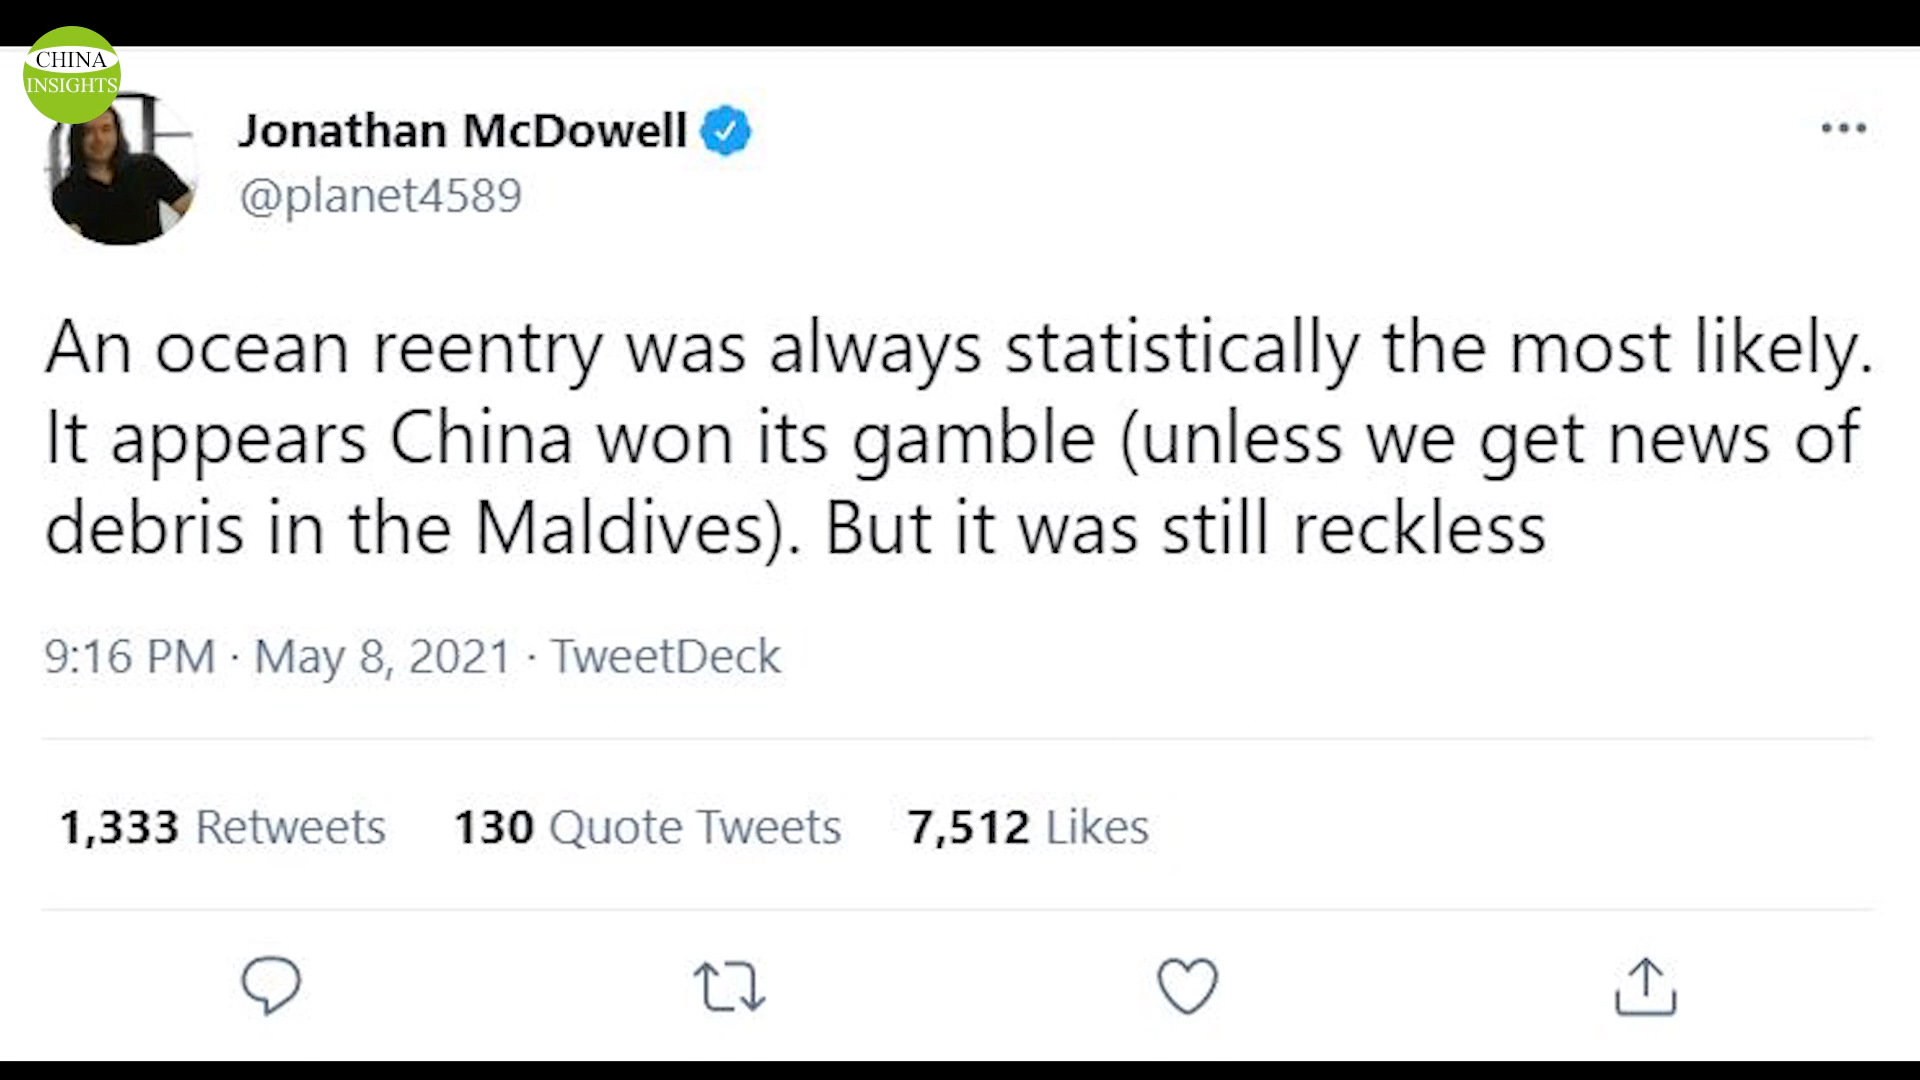 CHINA
INSIGHTS
Jonathan McDowell
@planet4589
An ocean reentry was always statistically the most likely.
It appears China won its gamble (unless we get news of
debris in the Maldives). But it was still reckless
9:16 PM · May 8, 2021 · TweetDeck
1,333 Retweets 130 Quote Tweets 7,512 Likes